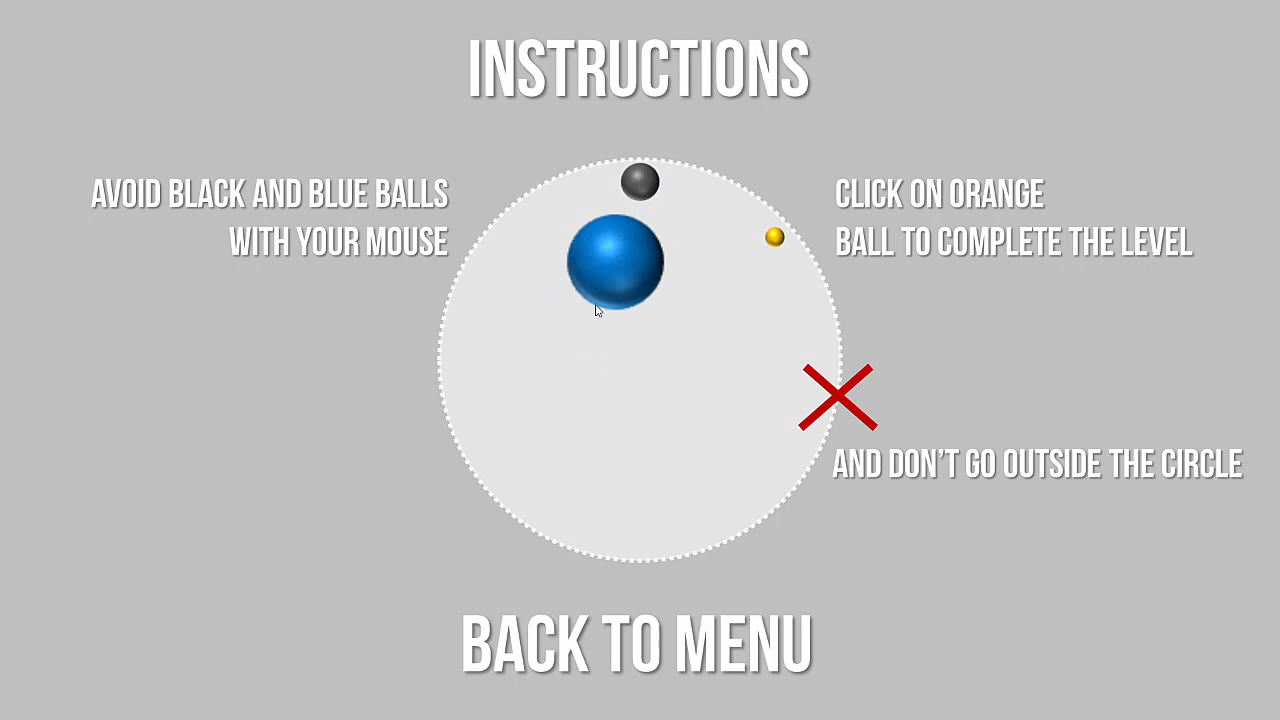 INSTRUCTIONS
AVOID BLACK AND BLUE BALLS
WITH YOUR MOUSE
CLICK ON ORANGE
BALL TO COMPLETE THE LEVEL
AND DON'T GO OUTSIDE THE CIRCLE
BACK TO MENU